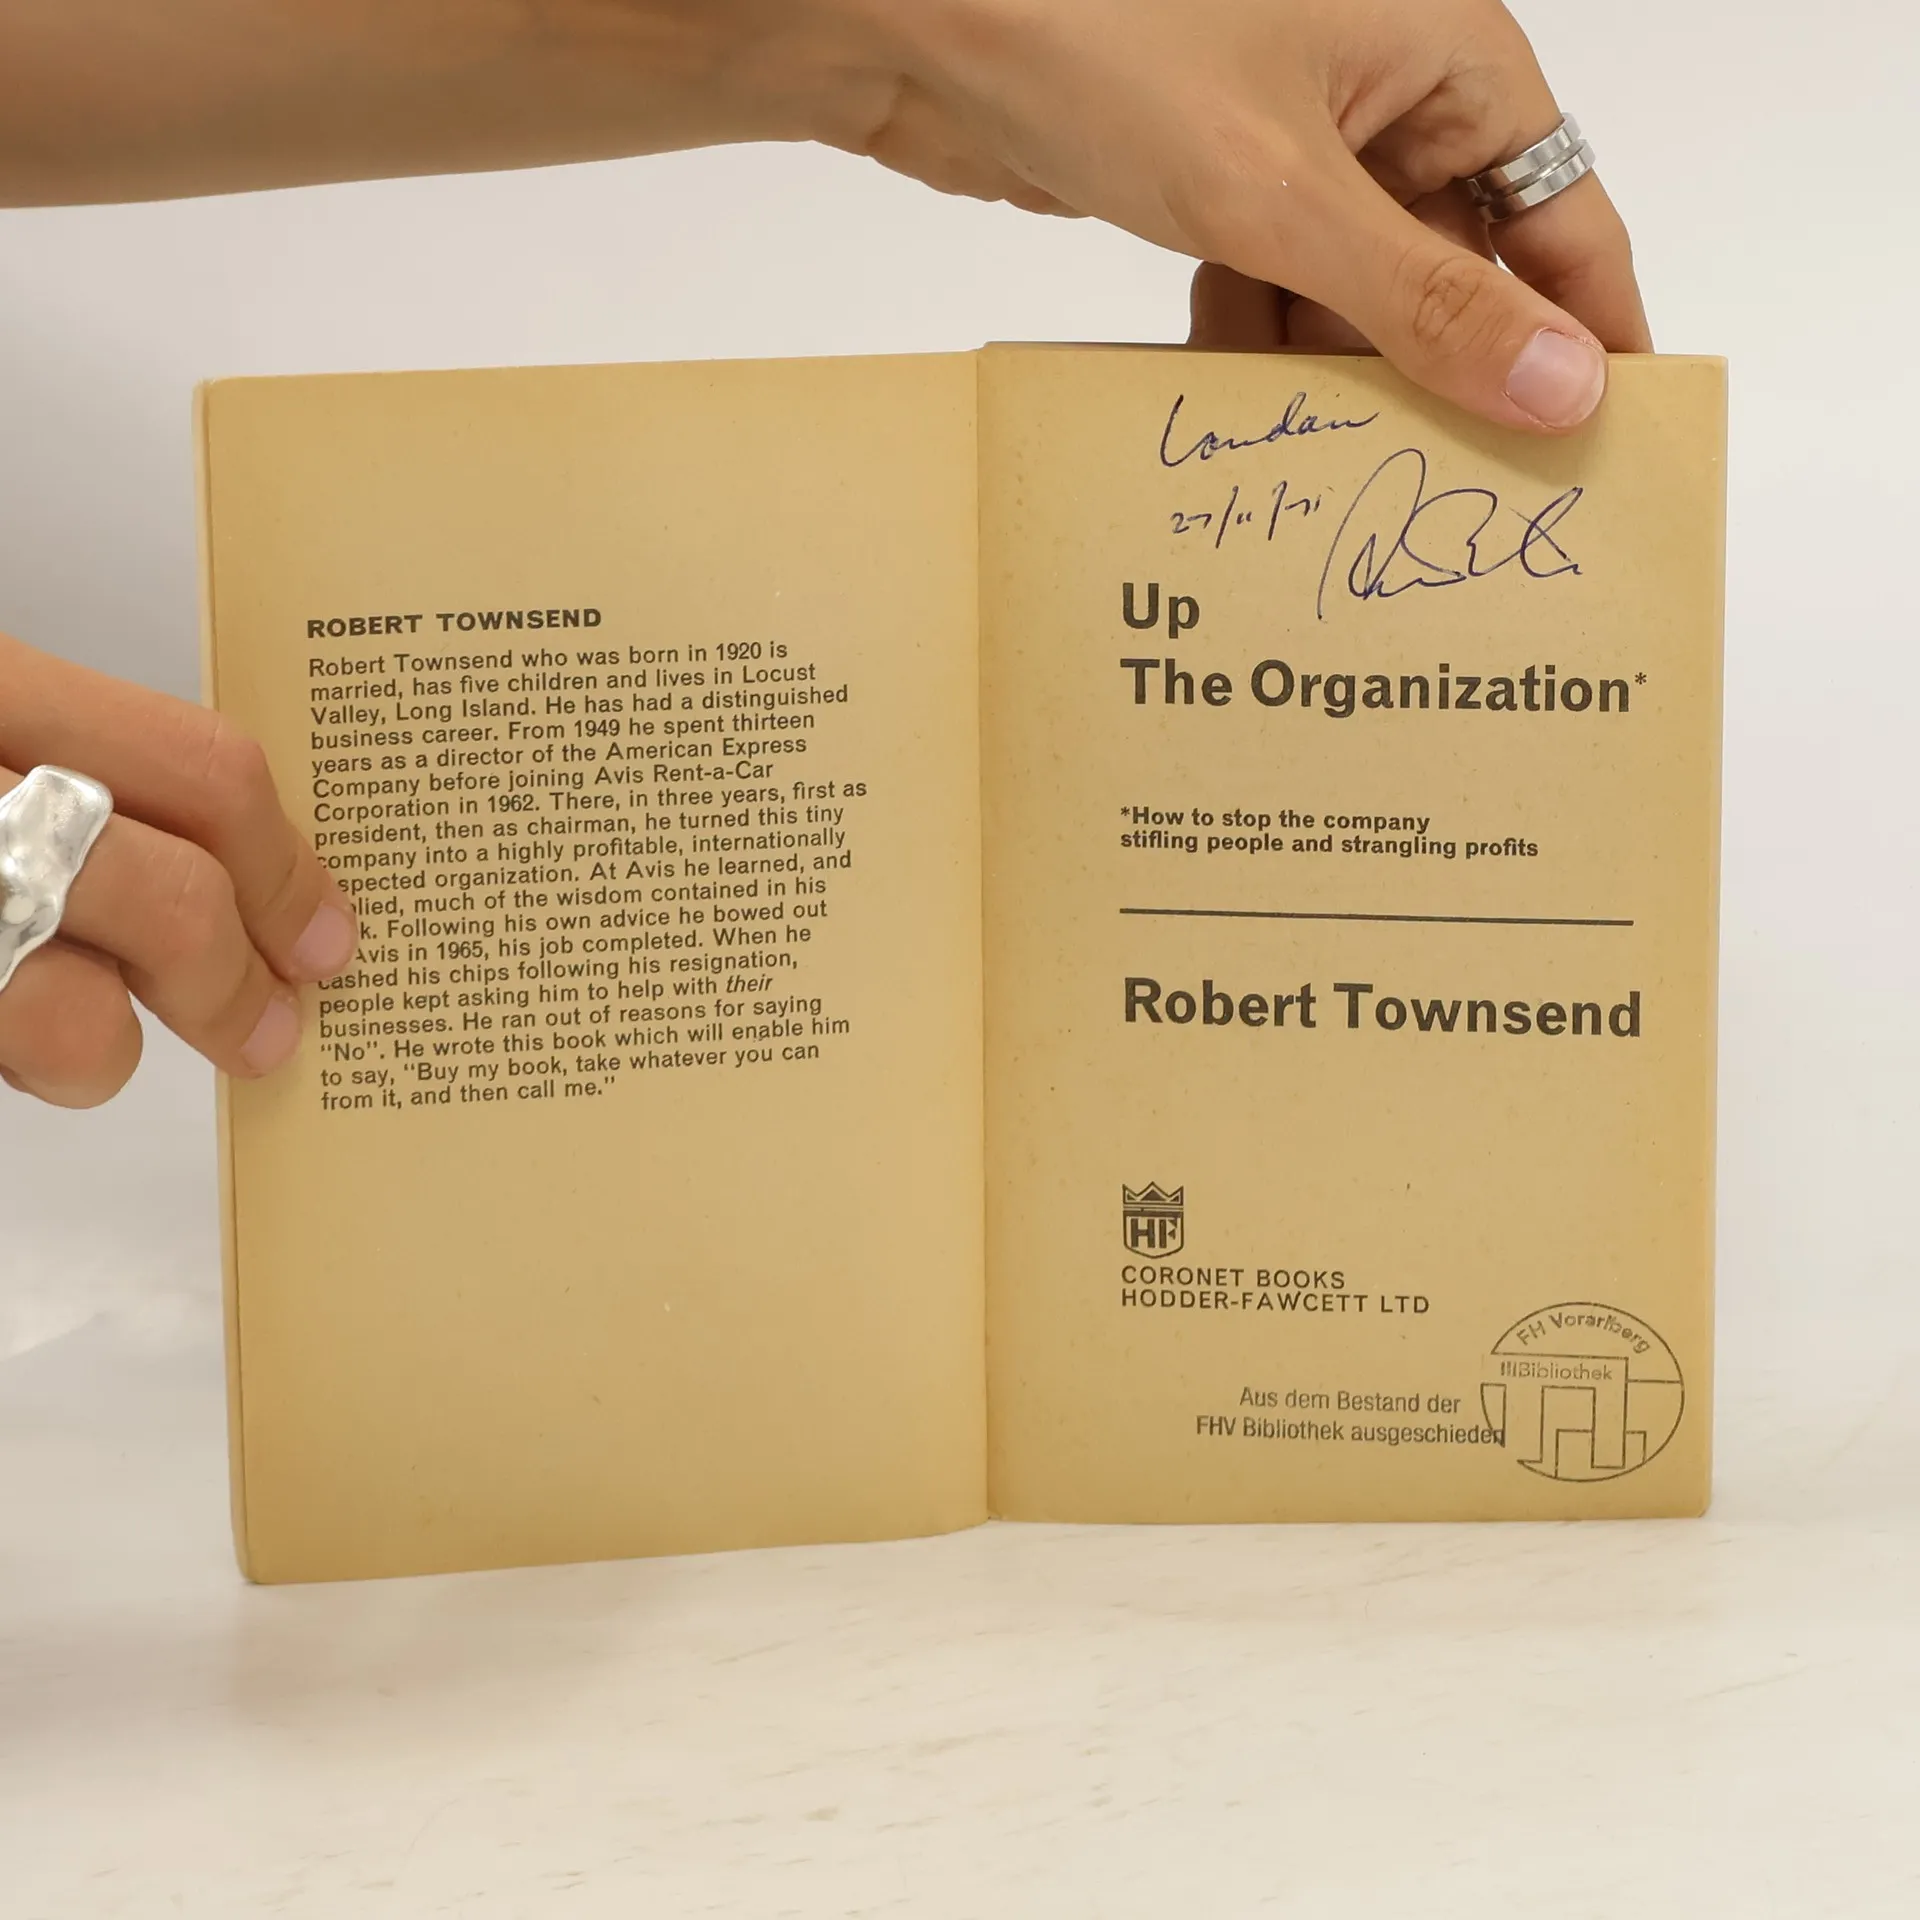 ROBERT TOWNSEND
Robert Townsend who was born in 1920 is
married, has five children and lives in Locust
Valley, Long Island. He has had a distinguished
business career. From 1949 he spent thirteen
years as a director of the American Express
Company before joining Avis Rent-a-Car
Corporation in 1962. There, in three years, first as
president, then as chairman, he turned this tiny
company into a highly profitable, internationally
spected organization. At Avis he learned, and
lied, much of the wisdom contained in his
k. Following his own advice he bowed out
Avis in 1965, his job completed. When he
cashed his chips following his resignation,
people kept asking him to help with their
businesses. He ran out of reasons for saying
“No”. He wrote this book which will enable him
to say, “Buy my book, take whatever you can
from it, and then call me.”
London
27/11/71
Up
The Organization*
*How to stop the company
stifling people and strangling profits
Robert Townsend
HF
CORONET BOOKS
HODDER-FAWCETT LTD
FH Vorarlberg
Bibliothek
Aus dem Bestand der
FHV Bibliothek ausgeschieden